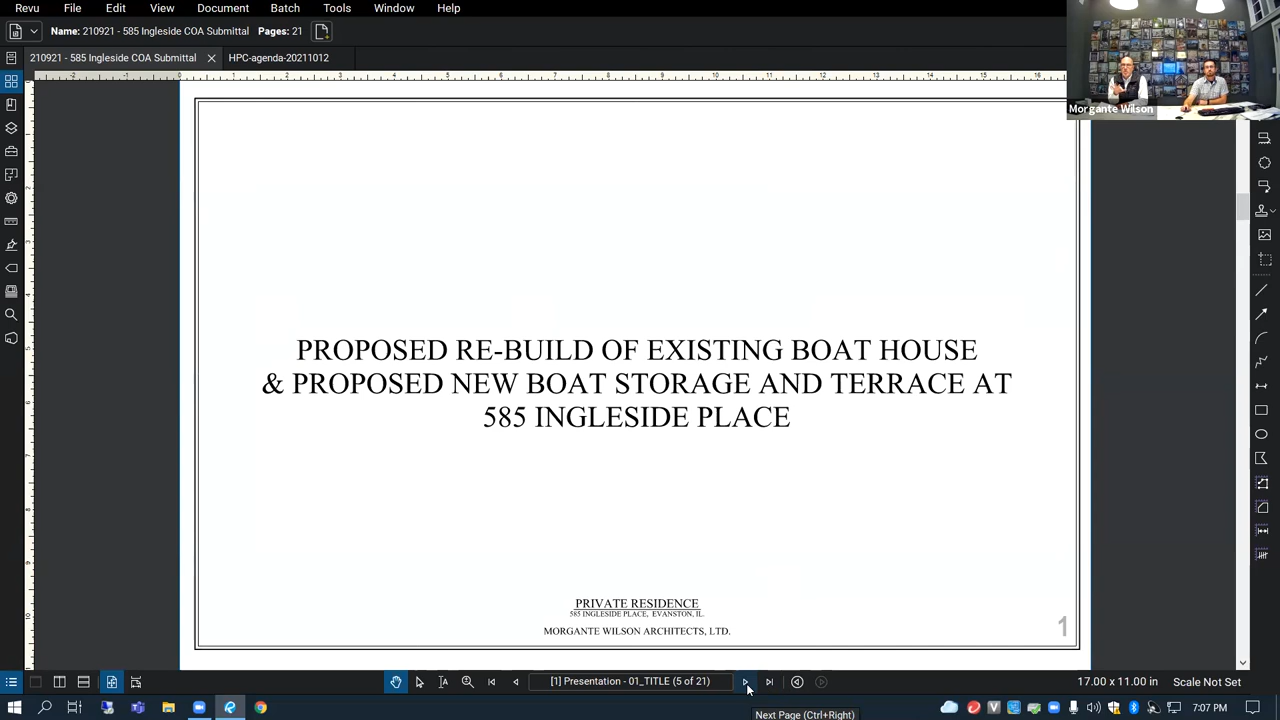 Revu File Edit View Document Batch Tools Window Help
Name: 210921 - 585 Ingleside COA Submittal Pages: 21
210921 - 585 Ingleside COA Submittal HPC-agenda-20211012
Morgante Wilson
PROPOSED RE-BUILD OF EXISTING BOAT HOUSE
& PROPOSED NEW BOAT STORAGE AND TERRACE AT
585 INGLESIDE PLACE
PRIVATE RESIDENCE
585 INGLESIDE PLACE, EVANSTON, IL.
MORGANTE WILSON ARCHITECTS, LTD.
1
[1] Presentation - 01_TITLE (5 of 21)
17.00 x 11.00 in Scale Not Set
Next Page (Ctrl+Right)
7:07 PM